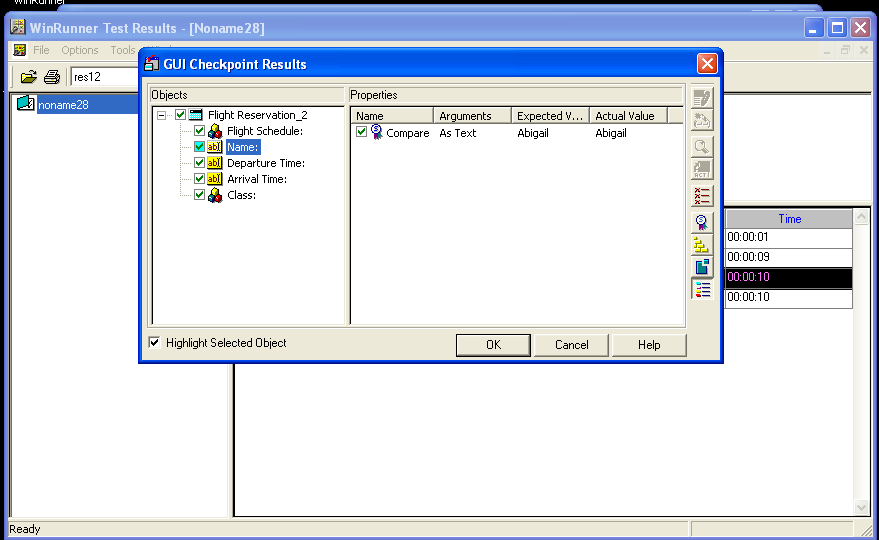 WinRunner
WinRunner Test Results - [Noname28]
File Options Tools
GUI Checkpoint Results
res12
noname28
Objects
Properties
Flight Reservation_2
Flight Schedule:
Name:
Departure Time:
Arrival Time:
Class:
Name Arguments Expected V... Actual Value
Compare As Text Abigail Abigail
ACTI
Time
00:00:01
00:00:09
00:00:10
00:00:10
Highlight Selected Object
OK Cancel Help
Ready